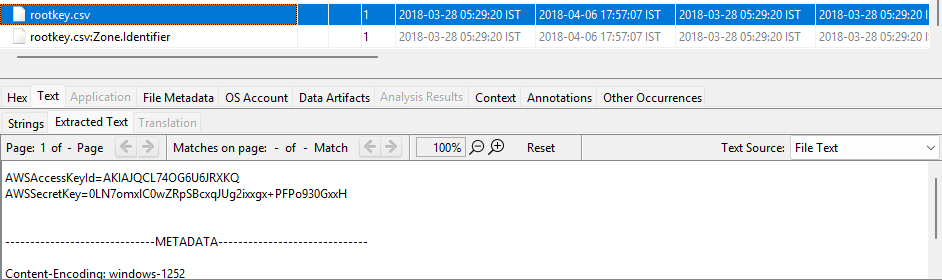 rootkey.csv 1 2018-03-28 05:29:20 IST 2018-04-06 17:57:07 IST 2018-03-28 05:29:20 IST 2018-03-28 05:29:20 IS
rootkey.csv:Zone.Identifier 1 2018-03-28 05:29:20 IST 2018-04-06 17:57:07 IST 2018-03-28 05:29:20 IST 2018-03-28 05:29:20 IS
Hex Text Application File Metadata OS Account Data Artifacts Analysis Results Context Annotations Other Occurrences
Strings Extracted Text Translation
Page: 1 of - Page Matches on page: - of - Match 100% Reset Text Source: File Text
AWSAccessKeyId=AKIAJQCL74OG6U6JRXKQ
AWSSecretKey=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
------------------------------METADATA------------------------------
Content-Encoding: windows-1252